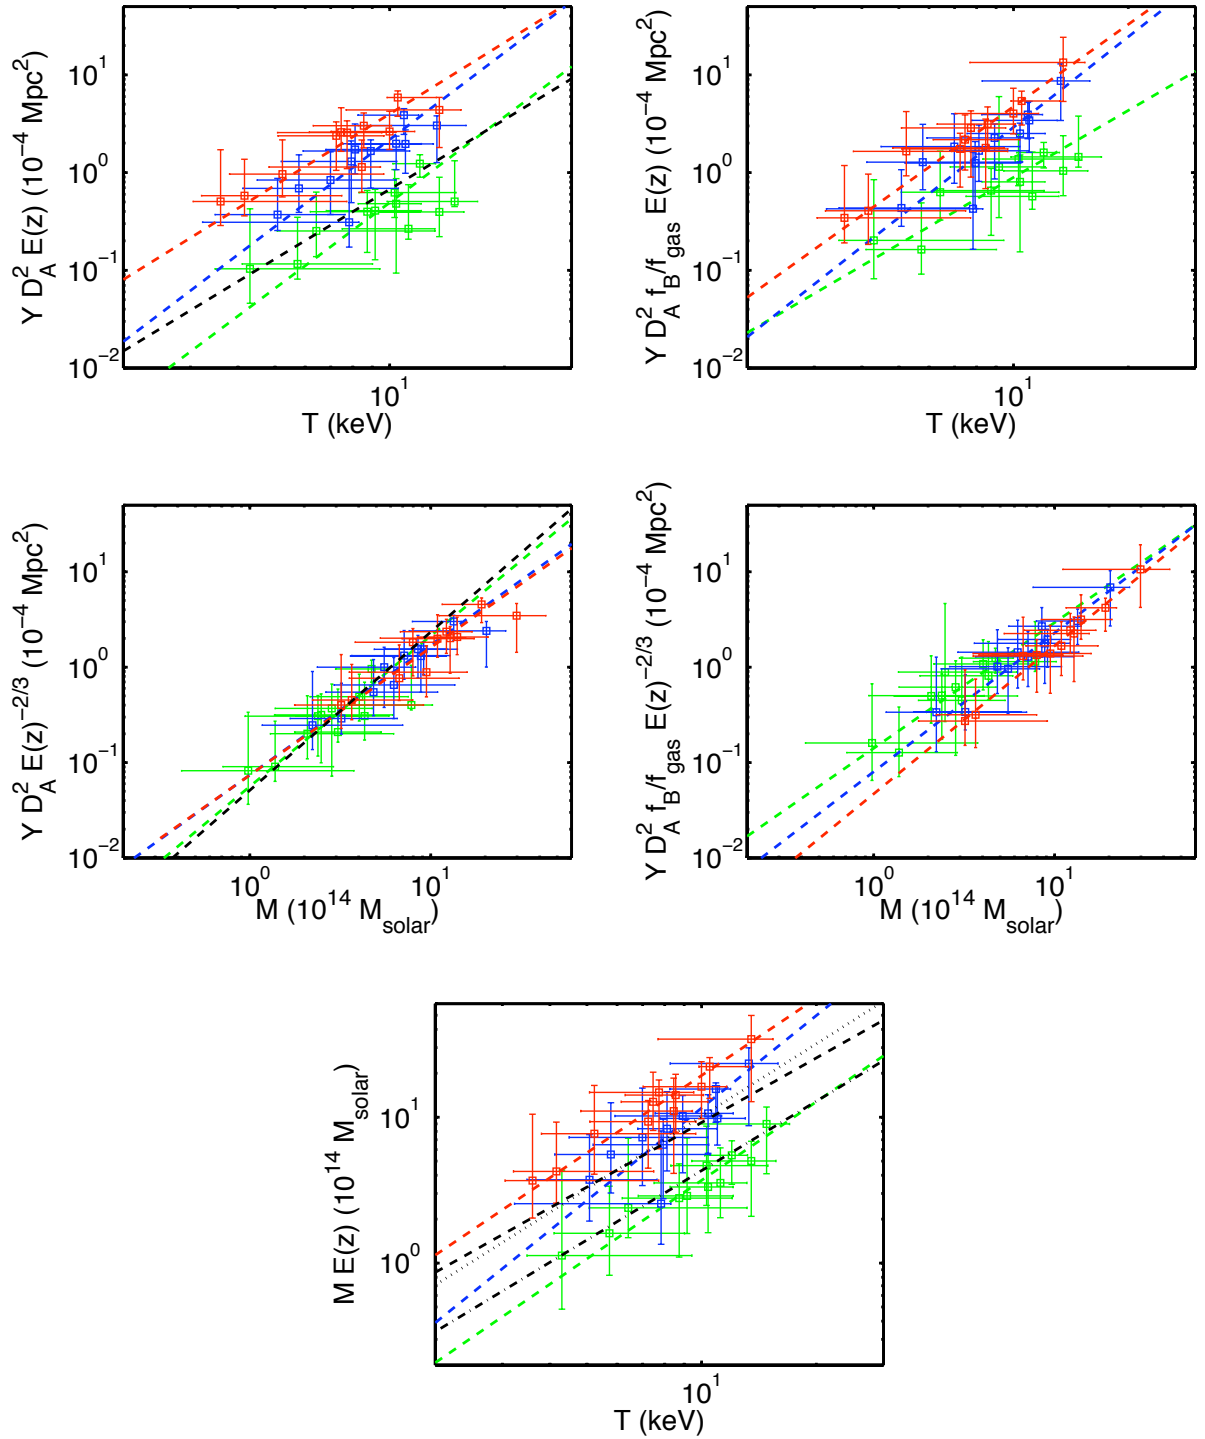 Y D_A^2 E(z) (10^−4 Mpc^2)
10^1
10^0
10^−1
10^−2
10^1
T (keV)
Y D_A^2 f_B/f_gas E(z) (10^−4 Mpc^2)
10^1
10^0
10^−1
10^−2
10^1
T (keV)
Y D_A^2 E(z)^−2/3 (10^−4 Mpc^2)
10^1
10^0
10^−1
10^−2
10^0 10^1
M (10^14 M_solar)
Y D_A^2 f_B/f_gas E(z)^−2/3 (10^−4 Mpc^2)
10^1
10^0
10^−1
10^−2
10^0 10^1
M (10^14 M_solar)
M E(z) (10^14 M_solar)
10^1
10^0
10^1
T (keV)